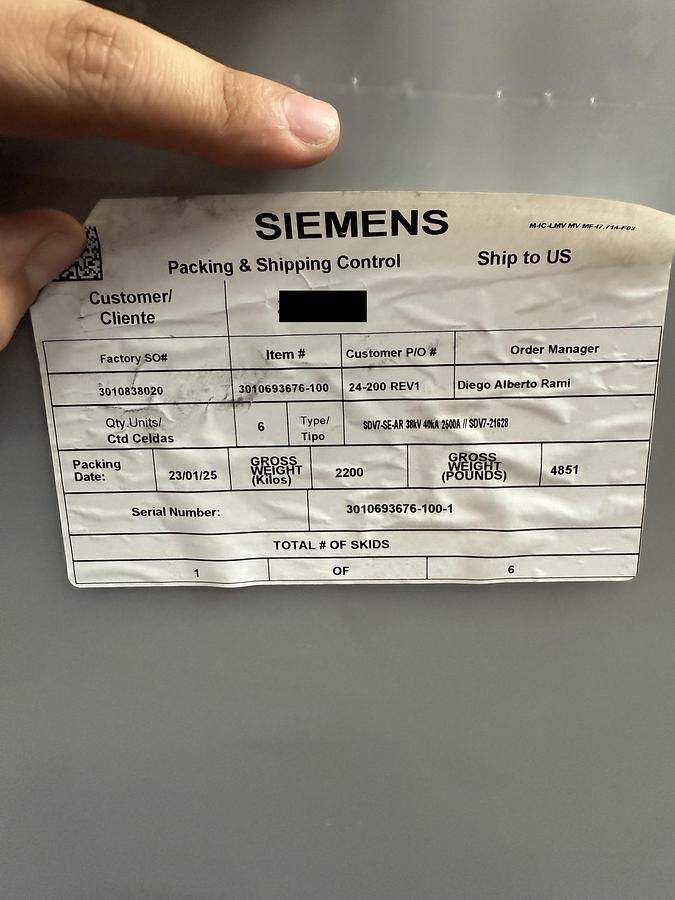 SIEMENS
M-IC-LMV MV MF-I7.714-F03
Packing & Shipping Control
Ship to US
Customer/
Cliente
Factory SO#
Item #
Customer P/O #
Order Manager
3010838020
3010693676-100
24-200 REV1
Diego Alberto Rami
Qty.Units/
Ctd Celdas
6
Type/
Tipo
SDV7-SE-AR 38kV 40kA 2500A // SDV7-21628
Packing
Date:
23/01/25
GROSS
WEIGHT
(Kilos)
2200
GROSS
WEIGHT
(POUNDS)
4851
Serial Number:
3010693676-100-1
TOTAL # OF SKIDS
1
OF
6